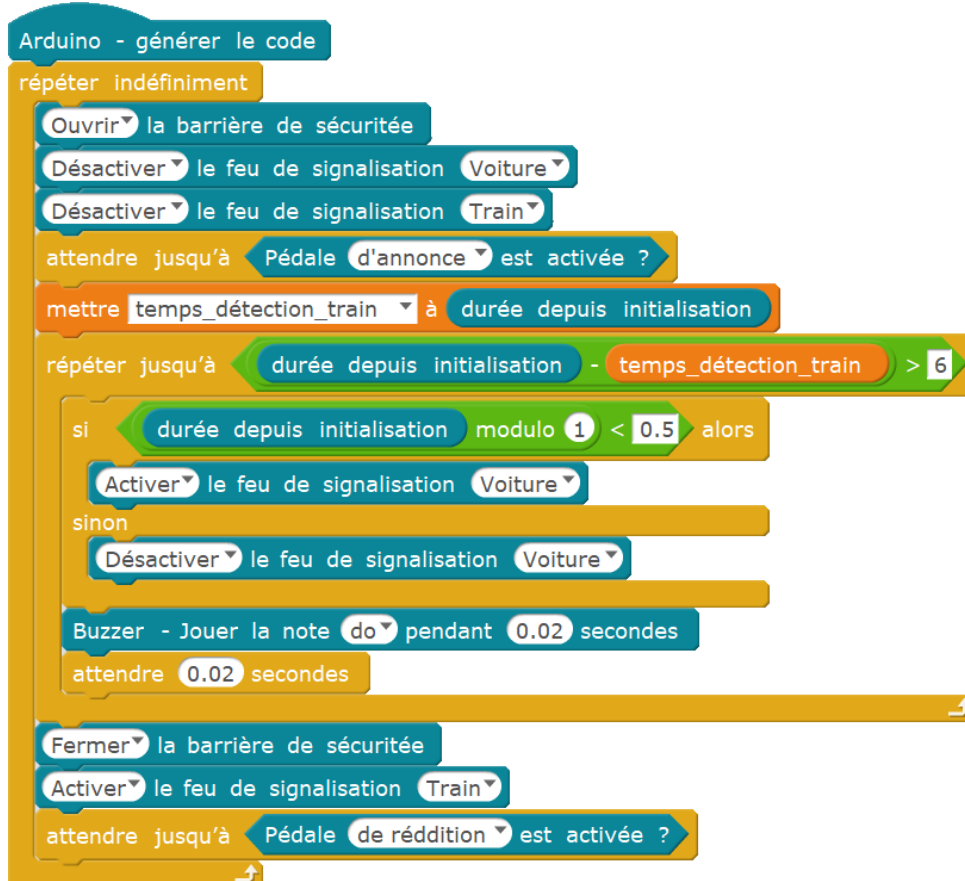 Arduino - générer le code
répéter indéfiniment
Ouvrir la barrière de sécuritée
Désactiver le feu de signalisation Voiture
Désactiver le feu de signalisation Train
attendre jusqu'à Pédale d'annonce est activée ?
mettre temps_détection_train à durée depuis initialisation
répéter jusqu'à durée depuis initialisation - temps_détection_train > 6
si durée depuis initialisation modulo 1 < 0.5 alors
Activer le feu de signalisation Voiture
sinon
Désactiver le feu de signalisation Voiture
Buzzer - Jouer la note do pendant 0.02 secondes
attendre 0.02 secondes
Fermer la barrière de sécuritée
Activer le feu de signalisation Train
attendre jusqu'à Pédale de réddition est activée ?